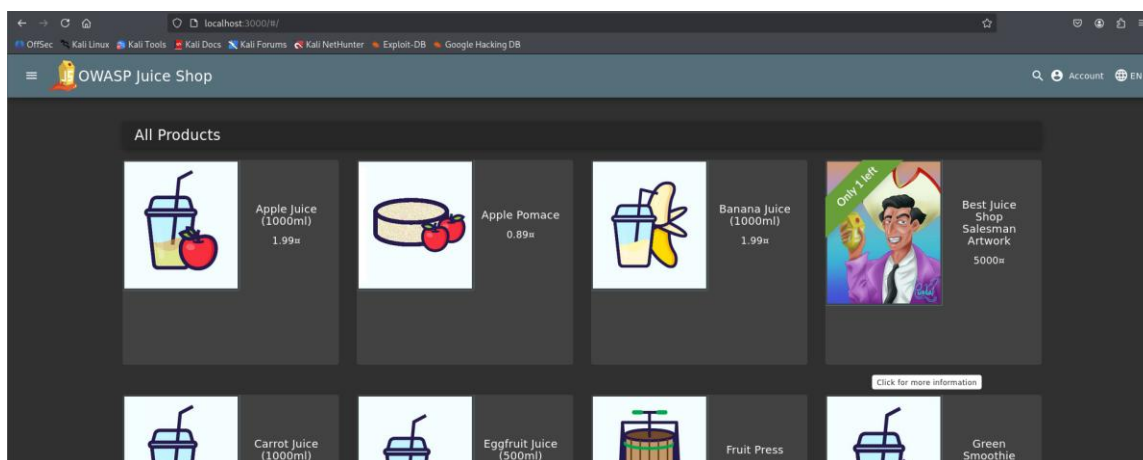 localhost:3000/#/
OffSec Kali Linux Kali Tools Kali Docs Kali Forums Kali NetHunter Exploit-DB Google Hacking DB
OWASP Juice Shop
Account EN
All Products
Apple Juice
(1000ml)
1.99¤
Apple Pomace
0.89¤
Banana Juice
(1000ml)
1.99¤
Only 1 left
Best Juice
Shop
Salesman
Artwork
5000¤
Click for more information
Carrot Juice
(1000ml)
Eggfruit Juice
(500ml)
Fruit Press
Green
Smoothie